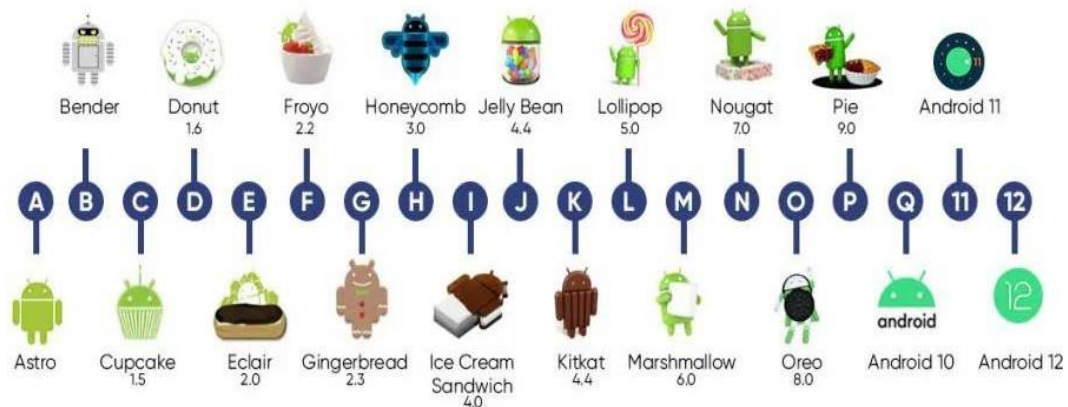 Bender
Donut
1.6
Froyo
2.2
Honeycomb
3.0
Jelly Bean
4.4
Lollipop
5.0
Nougat
7.0
Pie
9.0
11
Android 11
A B C D E F G H I J K L M N O P Q 11 12
Astro
Cupcake
1.5
Eclair
2.0
Gingerbread
2.3
Ice Cream
Sandwich
4.0
Kitkat
4.4
Marshmallow
6.0
Oreo
8.0
android
Android 10
12
Android 12